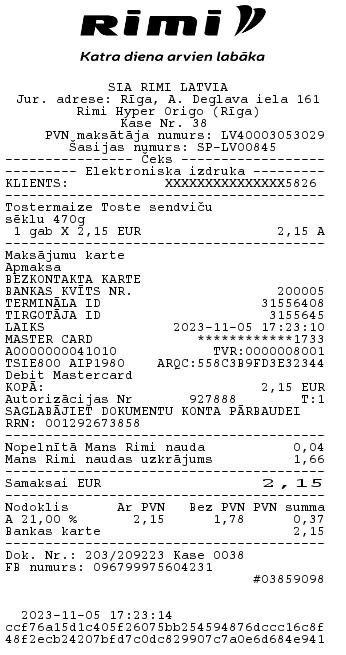 Rimi
Katra diena arvien labāka
SIA RIMI LATVIA
Jur. adrese: Rīga, A. Deglava iela 161
Rimi Hyper Origo (Rīga)
Kase Nr. 38
PVN maksātāja numurs: LV40003053029
Šasijas numurs: SP-LV00845
---------------- Čeks ----------------
--------- Elektroniska izdruka ---------
KLIENTS: XXXXXXXXXXXXXXX5826
Tostermaize Toste sendviču
sēklu 470g
1 gab X 2,15 EUR 2,15 A
Maksājumu karte
Apmaksa
BEZKONTAKTA KARTE
BANKAS KVĪTS NR. 200005
TERMINĀLA ID 31556408
TIRGOTĀJA ID 3155645
LAIKS 2023-11-05 17:23:10
MASTER CARD ************1733
A0000000041010 TVR:0000008001
TSIE800 AIP1980 ARQC:558C3B9FD3E32344
Debit Mastercard
KOPĀ: 2,15 EUR
Autorizācijas Nr 927888 T:1
SAGLABĀJIET DOKUMENTU KONTA PĀRBAUDEI
RRN: 001292673858
Nopelnītā Mans Rimi nauda 0,04
Mans Rimi naudas uzkrājums 1,66
Samaksai EUR 2,15
Nodoklis Ar PVN Bez PVN PVN summa
A 21,00 % 2,15 1,78 0,37
Bankas karte 2,15
Dok. Nr.: 203/209223 Kase 0038
FB numurs: 096799975604231
#03859098
2023-11-05 17:23:14
ccf76a15d1c405f26075bb254594876dccc16c8f
48f2ecb24207bfd7c0dc829907c7a0e6d684e941